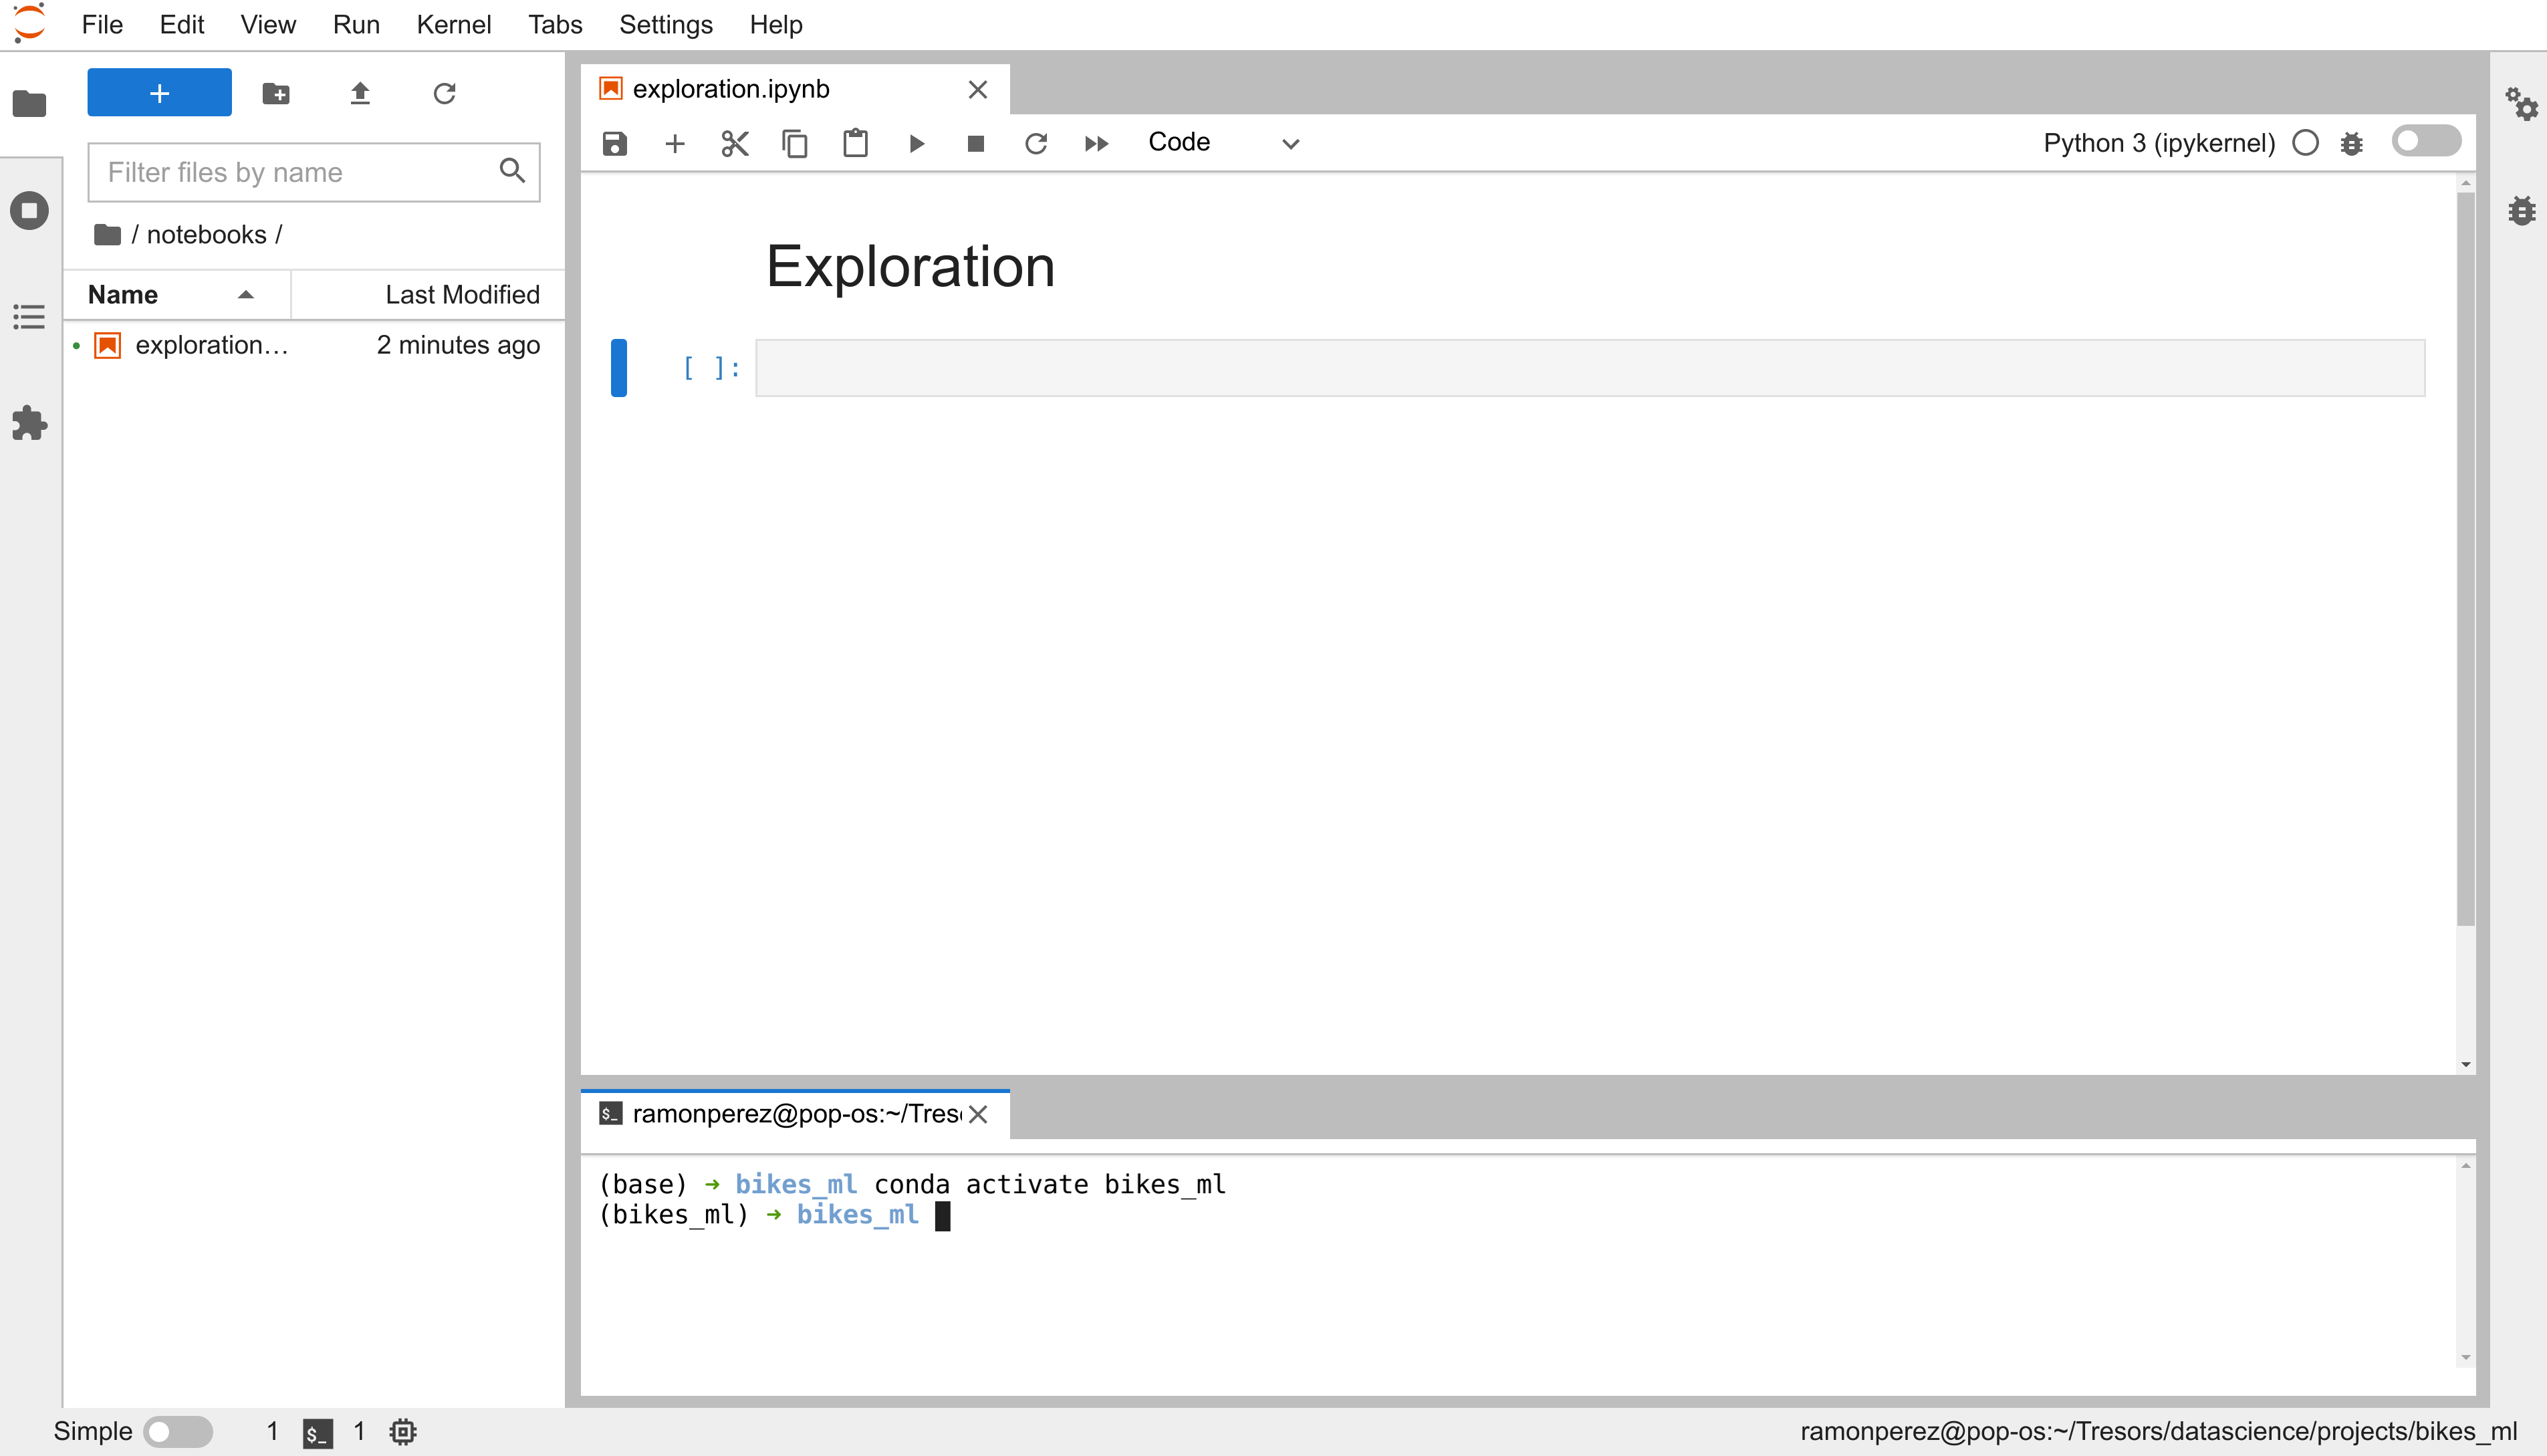 File Edit View Run Kernel Tabs Settings Help
exploration.ipynb
Code
Python 3 (ipykernel)
Filter files by name
/ notebooks /
Name Last Modified
exploration… 2 minutes ago
Exploration
[ ]:
ramonperez@pop-os:~/Treso
$_
(base) ➜ bikes_ml conda activate bikes_ml
(bikes_ml) ➜ bikes_ml
Simple 1 $_ 1
ramonperez@pop-os:~/Tresors/datascience/projects/bikes_ml